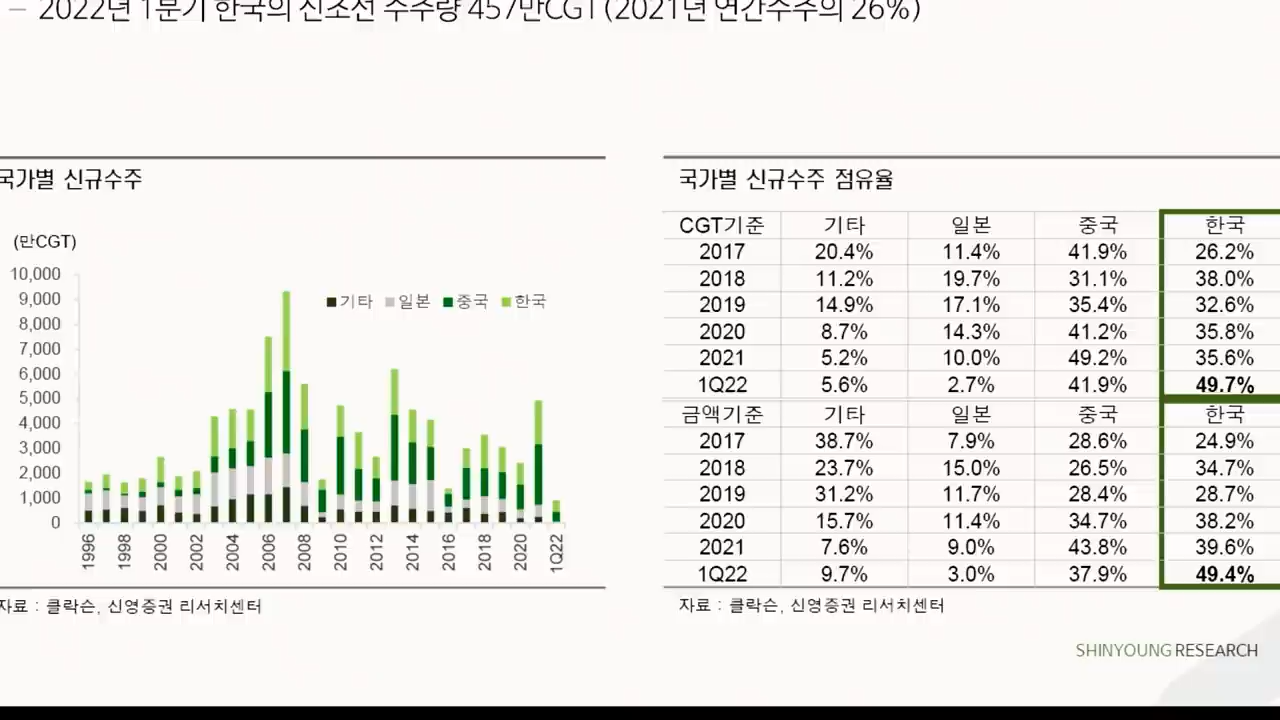 – 2022년 1분기 한국의 신조선 수주량 457만CGT (2021년 연간수주의 26%)
국가별 신규수주
(만CGT)
10,000
9,000
8,000
7,000
6,000
5,000
4,000
3,000
2,000
1,000
0
■기타 ■일본 ■중국 ■한국
1996 1998 2000 2002 2004 2006 2008 2010 2012 2014 2016 2018 2020 1Q22
자료 : 클락슨, 신영증권 리서치센터
국가별 신규수주 점유율
CGT기준 기타 일본 중국 한국
2017 20.4% 11.4% 41.9% 26.2%
2018 11.2% 19.7% 31.1% 38.0%
2019 14.9% 17.1% 35.4% 32.6%
2020 8.7% 14.3% 41.2% 35.8%
2021 5.2% 10.0% 49.2% 35.6%
1Q22 5.6% 2.7% 41.9% 49.7%
금액기준 기타 일본 중국 한국
2017 38.7% 7.9% 28.6% 24.9%
2018 23.7% 15.0% 26.5% 34.7%
2019 31.2% 11.7% 28.4% 28.7%
2020 15.7% 11.4% 34.7% 38.2%
2021 7.6% 9.0% 43.8% 39.6%
1Q22 9.7% 3.0% 37.9% 49.4%
자료 : 클락슨, 신영증권 리서치센터
SHINYOUNG RESEARCH